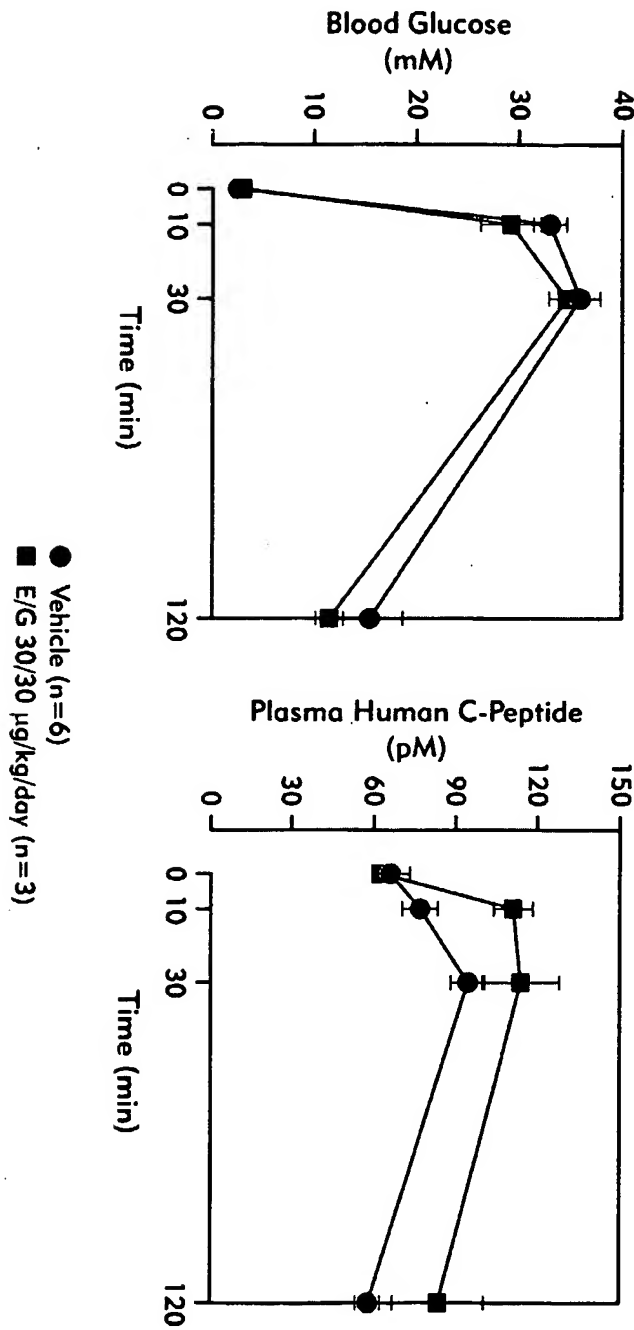 Blood Glucose
(mM)
0
10
20
30
40
0
10
30
120
Time (min)
Plasma Human C-Peptide
(pM)
0
30
60
90
120
150
0
10
30
120
Time (min)
● Vehicle (n=6)
■ E/G 30/30 µg/kg/day (n=3)